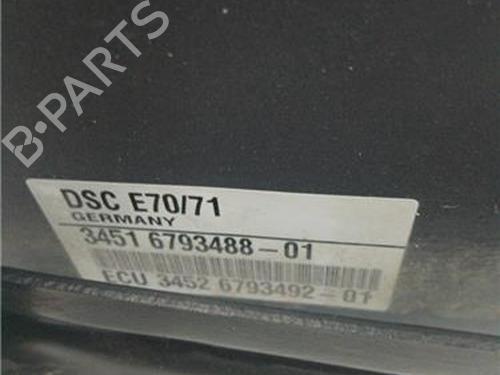 B-PARTS
DSC E70/71
GERMANY
3451 6793488-01
ECU 3452 6793492-01